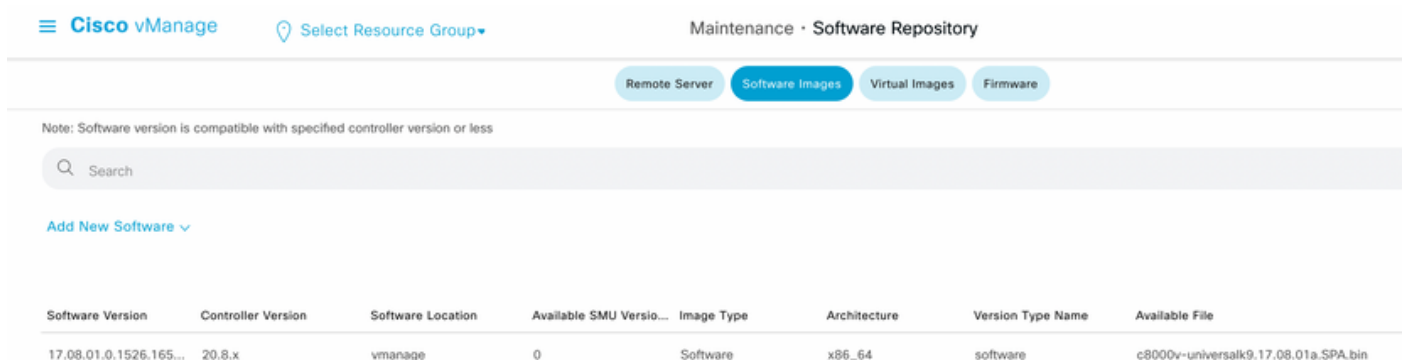 Cisco vManage Select Resource Group Maintenance · Software Repository
Remote Server Software Images Virtual Images Firmware
Note: Software version is compatible with specified controller version or less
Search
Add New Software
Software Version Controller Version Software Location Available SMU Versio... Image Type Architecture Version Type Name Available File
17.08.01.0.1526.165... 20.8.x vmanage 0 Software x86_64 software c8000v-universalk9.17.08.01a.SPA.bin